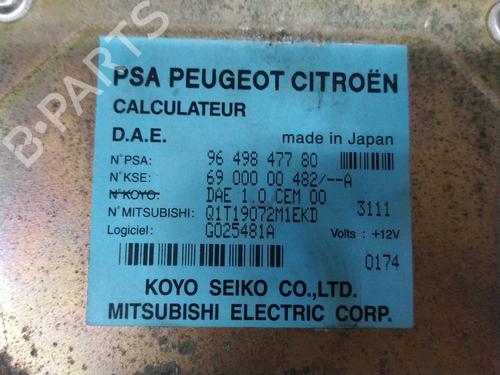 B-PARTS
PSA PEUGEOT CITROËN
CALCULATEUR
D.A.E. made in Japan
N°PSA: 96 498 477 80
N°KSE: 69 000 00 482/--A
N°KOYO: DAE 1.0 CEM 00
N°MITSUBISHI: Q1T19072M1EKD 3111
Logiciel: G025481A Volts : +12V
0174
KOYO SEIKO CO.,LTD.
MITSUBISHI ELECTRIC CORP.